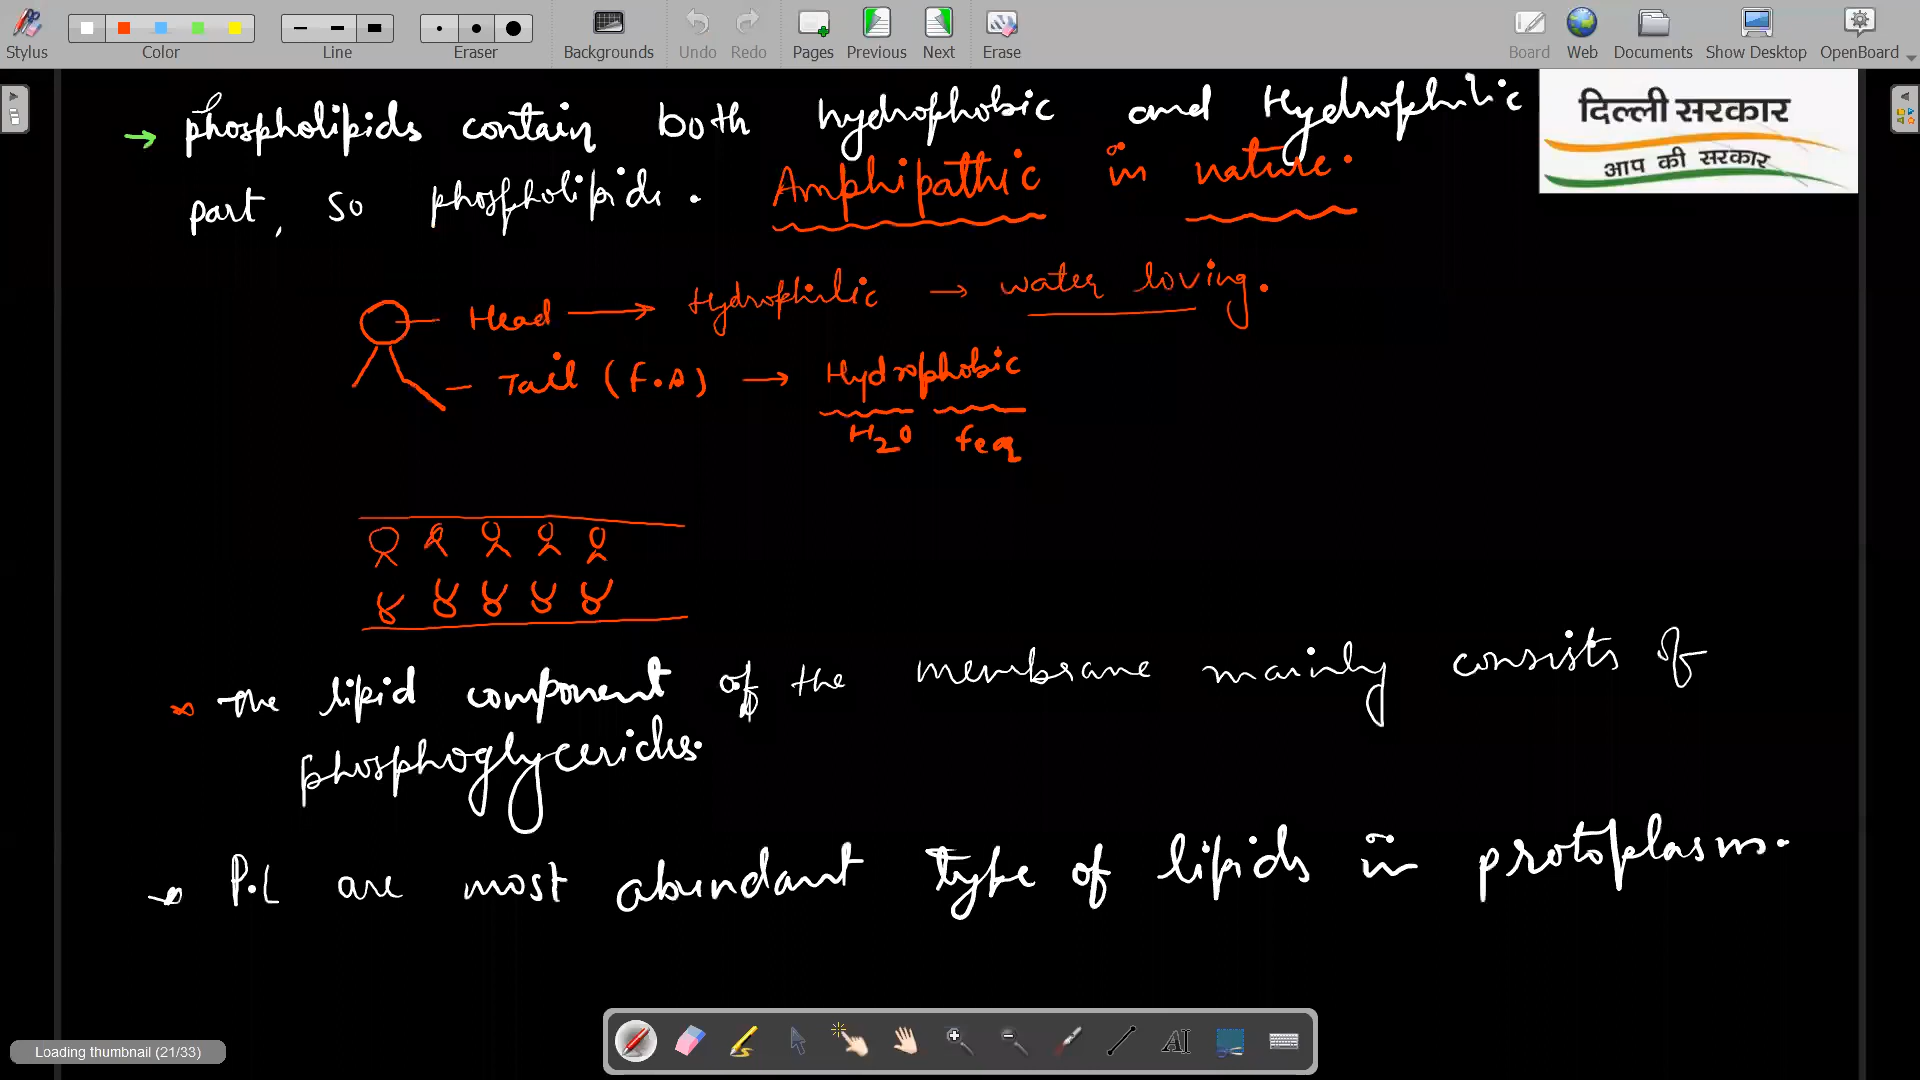 Stylus Color Line Eraser Backgrounds Undo Redo Pages Previous Next Erase Board Web Documents Show Desktop OpenBoard
दिल्ली सरकार
आप की सरकार
→ phospholipids contain both hydrophobic and Hydrophilic
part, so phospholipids. Amphipathic in nature.
Head → Hydrophilic → water loving.
Tail (F.A) → Hydrophobic
H2O fear
The lipid component of the membrane mainly consists of
phosphoglycerides.
→ P.L are most abundant type of lipids in protoplasm.
Loading thumbnail (21/33)